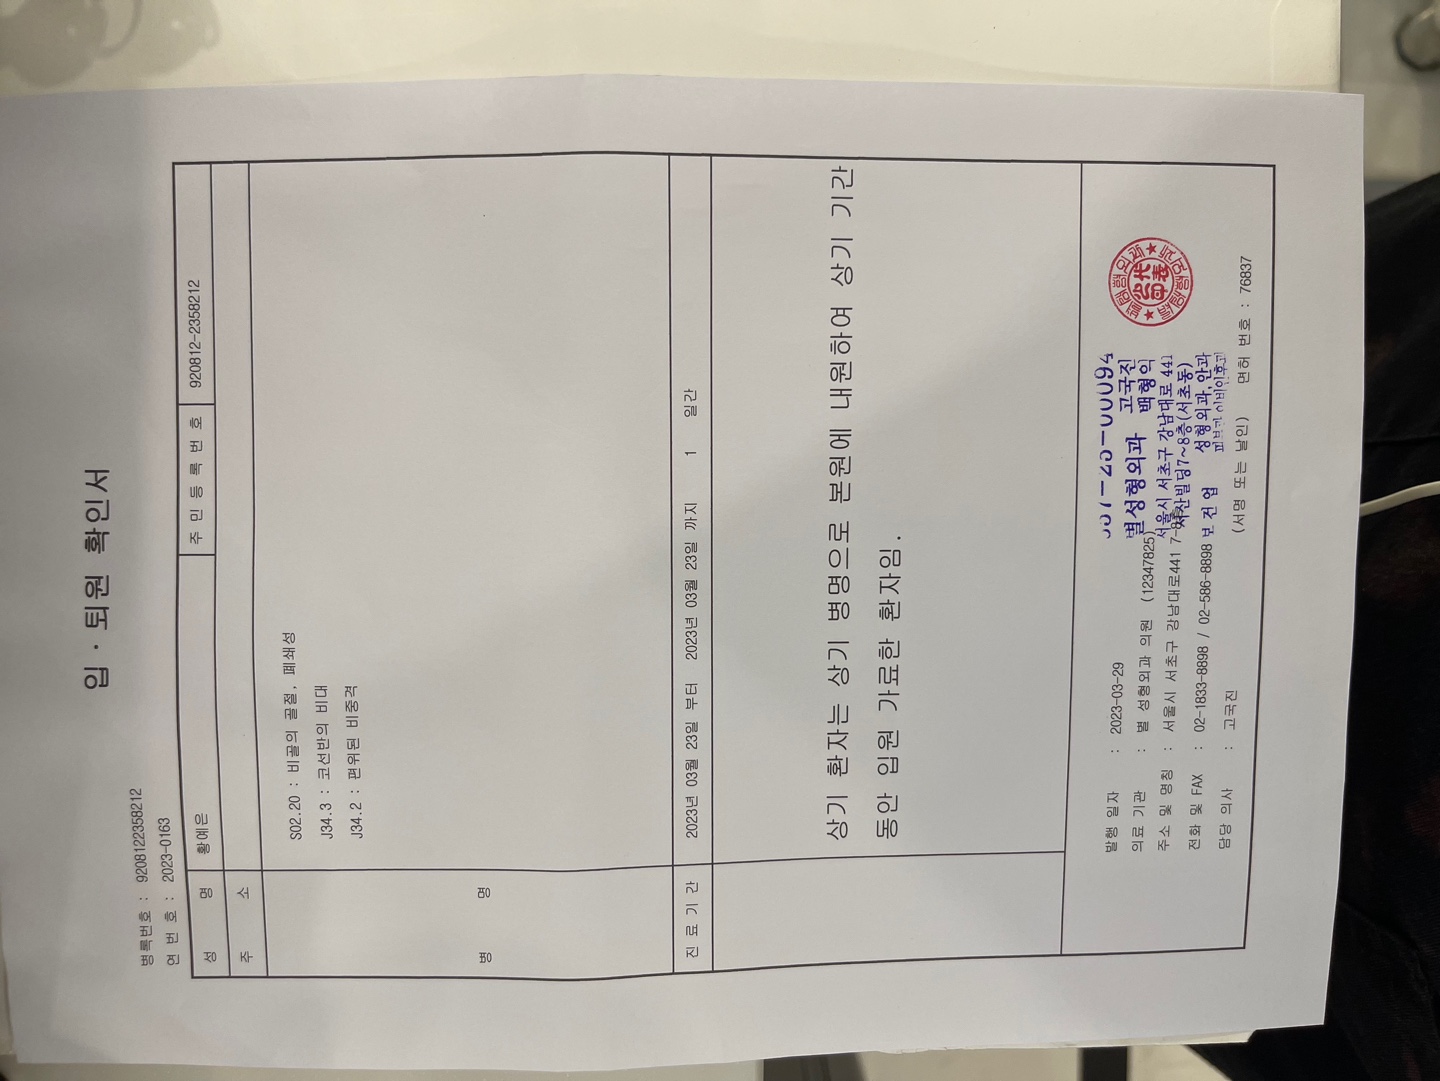 입 · 퇴원 확인서
병록번호 : 9208122358212
연 번 호 : 2023-0163
성 명 황예은 주 민 등 록 번 호 920812-2358212
주 소
S02.20 : 비골의 골절, 폐쇄성
J34.3 : 코선반의 비대
J34.2 : 편위된 비중격
병 명
진 료 기 간 2023년 03월 23일 부터 2023년 03월 23일 까지 1 일간
상기 환자는 상기 병명으로 본원에 내원하여 상기 기간
동안 입원 가료한 환자임.
발행 일자 : 2023-03-29
의료 기관 : 별 성형외과 의원 (12347825)
주소 및 명칭 : 서울시 서초구 강남대로441 7-8층
전화 및 FAX : 02-1833-8898 / 02-586-8898
담당 의사 : 고국진 (서명 또는 날인) 면허 번호 : 76837
별성형외과 고국진
백형익
서울시 서초구 강남대로 441
서산빌딩7~8층(서초동)
보건업 성형외과,안과
피부과 이비인후과